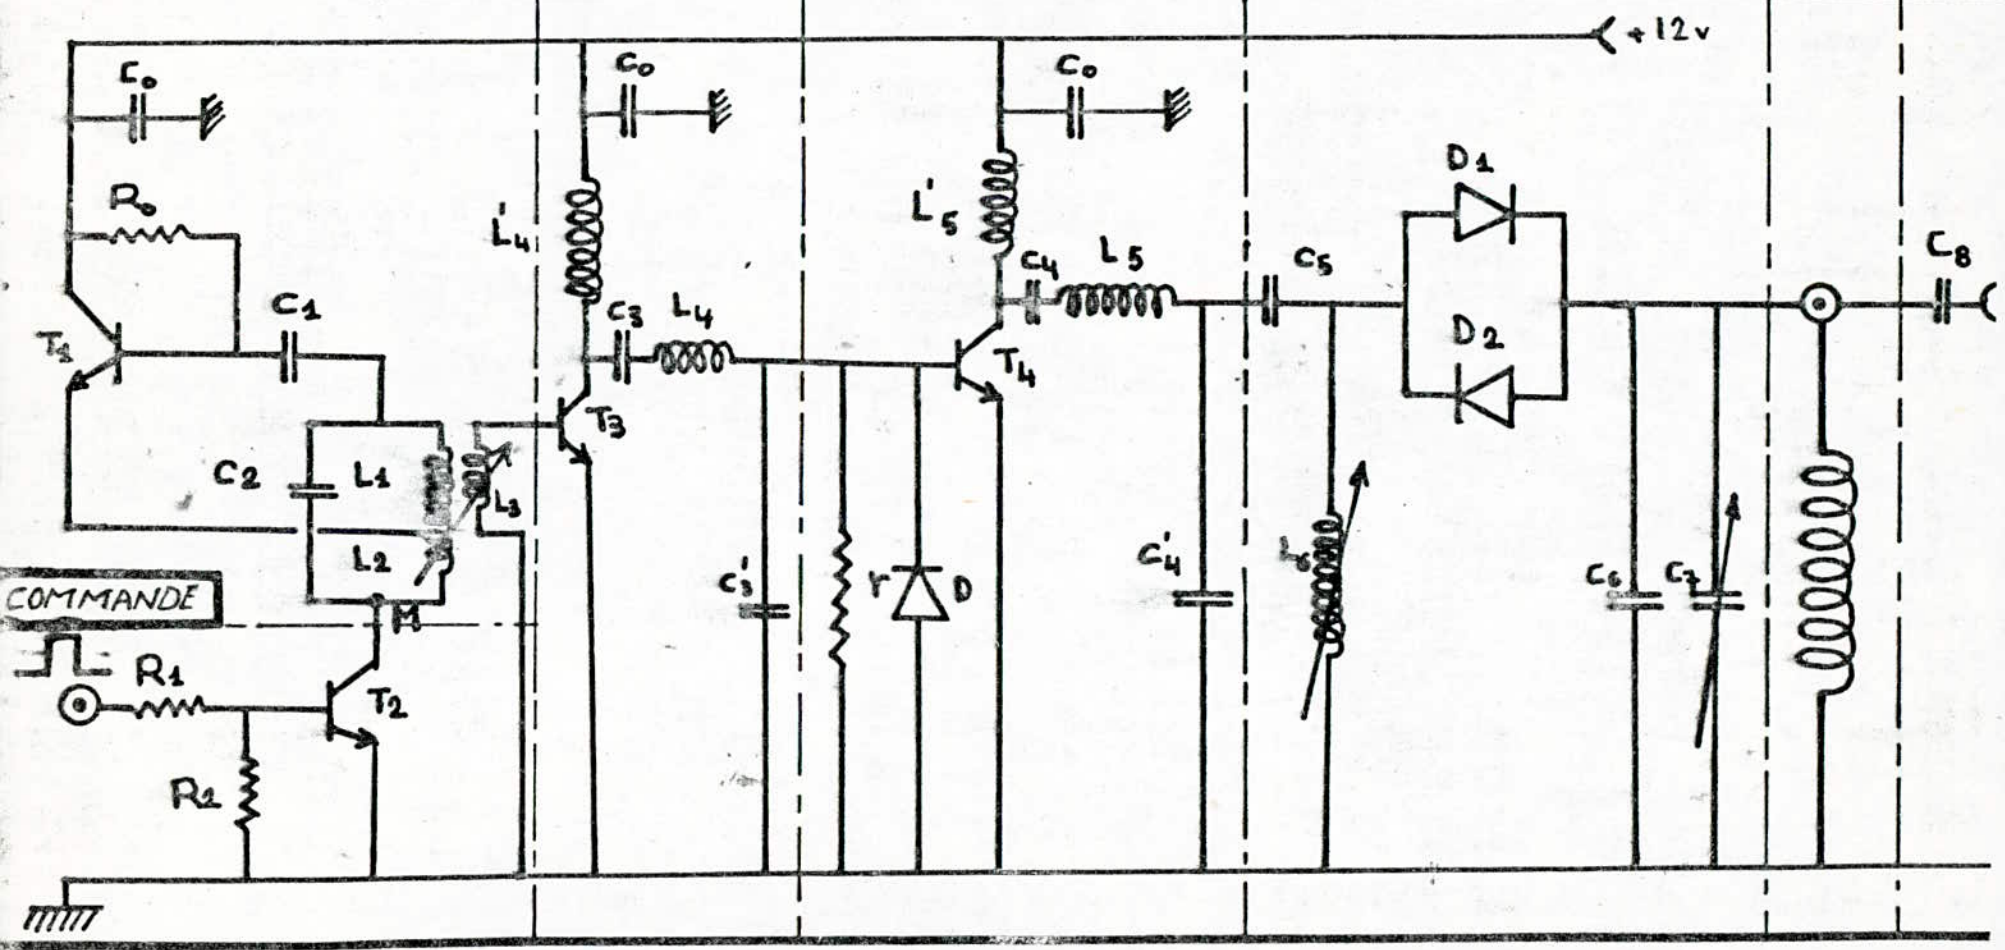 +12v
C₀
C₀
C₀
R₀
L'₄
L'₅
D1
C₁
C₃
L₄
C₄
L₅
C₅
C₈
T₁
T₃
T₄
D2
C₂
L₁
L₃
L₂
C'₃
r
D
C'₄
L₆
C₆
C₇
COMMANDE
M
R₁
T₂
R₂